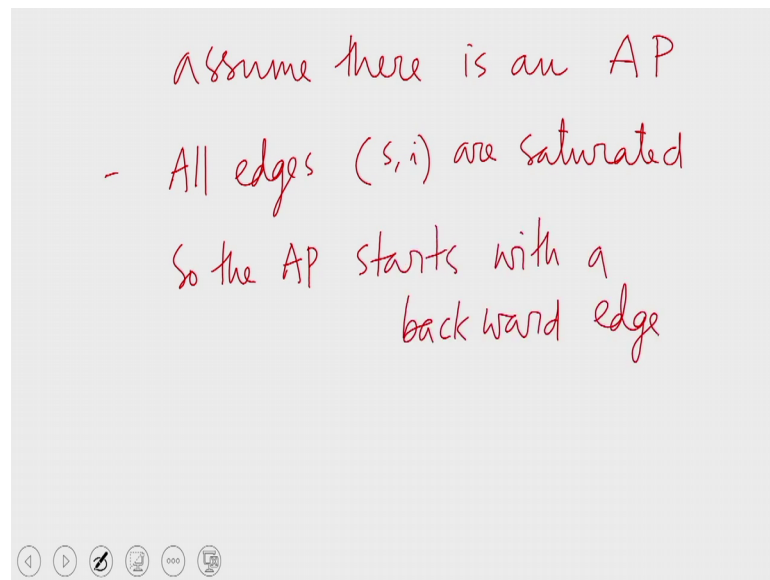 assume there is an AP
- All edges (s,i) are saturated
So the AP starts with a
backward edge